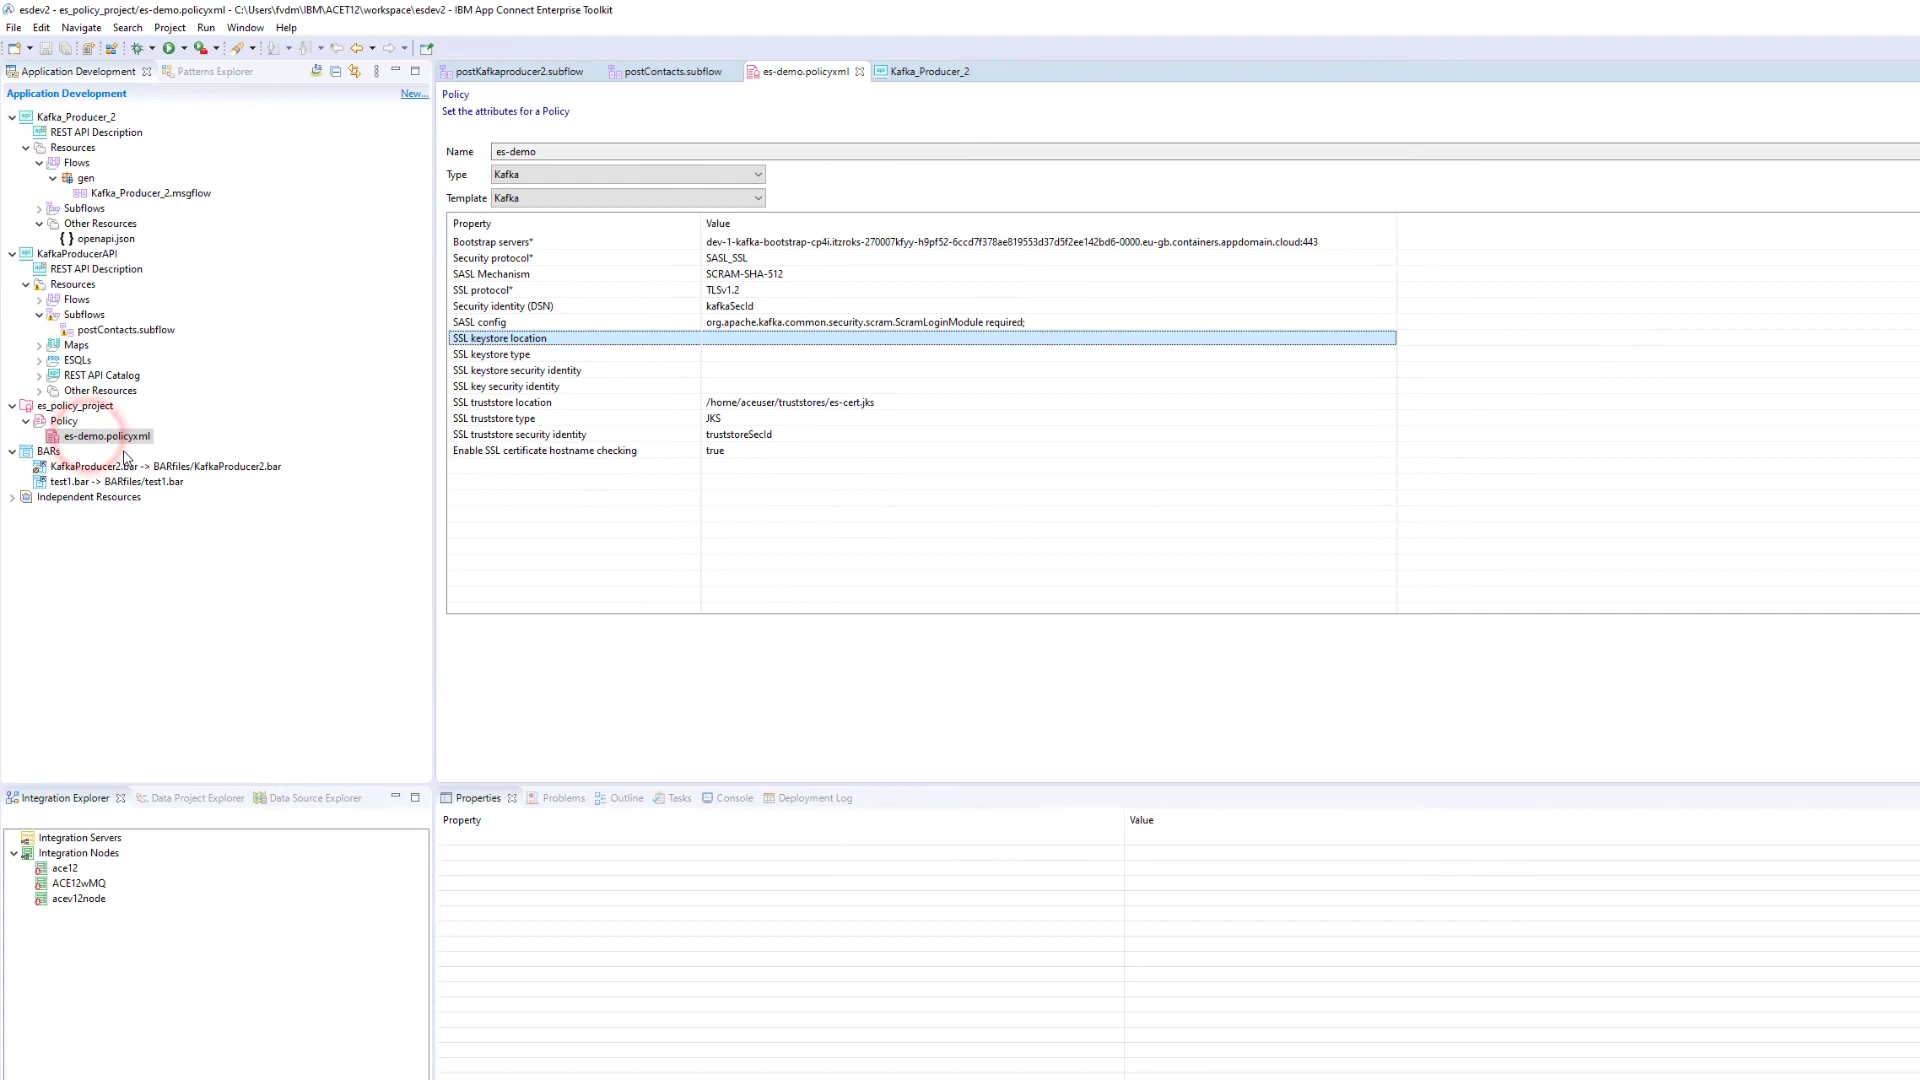 esdev2 - es_policy_project/es-demo.policyxml - C:\Users\fvdm\IBM\ACET12\workspace\esdev2 - IBM App Connect Enterprise Toolkit
File Edit Navigate Search Project Run Window Help
Application Development Patterns Explorer
Application Development New...
Kafka_Producer_2
REST API Description
Resources
Flows
gen
Kafka_Producer_2.msgflow
Subflows
Other Resources
{ } openapi.json
KafkaProducerAPI
REST API Description
Resources
Flows
Subflows
postContacts.subflow
Maps
ESQLs
REST API Catalog
Other Resources
es_policy_project
Policy
es-demo.policyxml
BARs
KafkaProducer2.bar -> BARfiles/KafkaProducer2.bar
test1.bar -> BARfiles/test1.bar
Independent Resources
postKafkaproducer2.subflow postContacts.subflow es-demo.policyxml Kafka_Producer_2
Policy
Set the attributes for a Policy
Name es-demo
Type Kafka
Template Kafka
Property Value
Bootstrap servers* dev-1-kafka-bootstrap-cp4i.itzroks-270007kfyy-h9pf52-6ccd7f378ae819553d37d5f2ee142bd6-0000.eu-gb.containers.appdomain.cloud:443
Security protocol* SASL_SSL
SASL Mechanism SCRAM-SHA-512
SSL protocol* TLSv1.2
Security identity (DSN) kafkaSecId
SASL config org.apache.kafka.common.security.scram.ScramLoginModule required;
SSL keystore location
SSL keystore type
SSL keystore security identity
SSL key security identity
SSL truststore location /home/aceuser/truststores/es-cert.jks
SSL truststore type JKS
SSL truststore security identity truststoreSecId
Enable SSL certificate hostname checking true
Integration Explorer Data Project Explorer Data Source Explorer
Integration Servers
Integration Nodes
ace12
ACE12wMQ
acev12node
Properties Problems Outline Tasks Console Deployment Log
Property Value